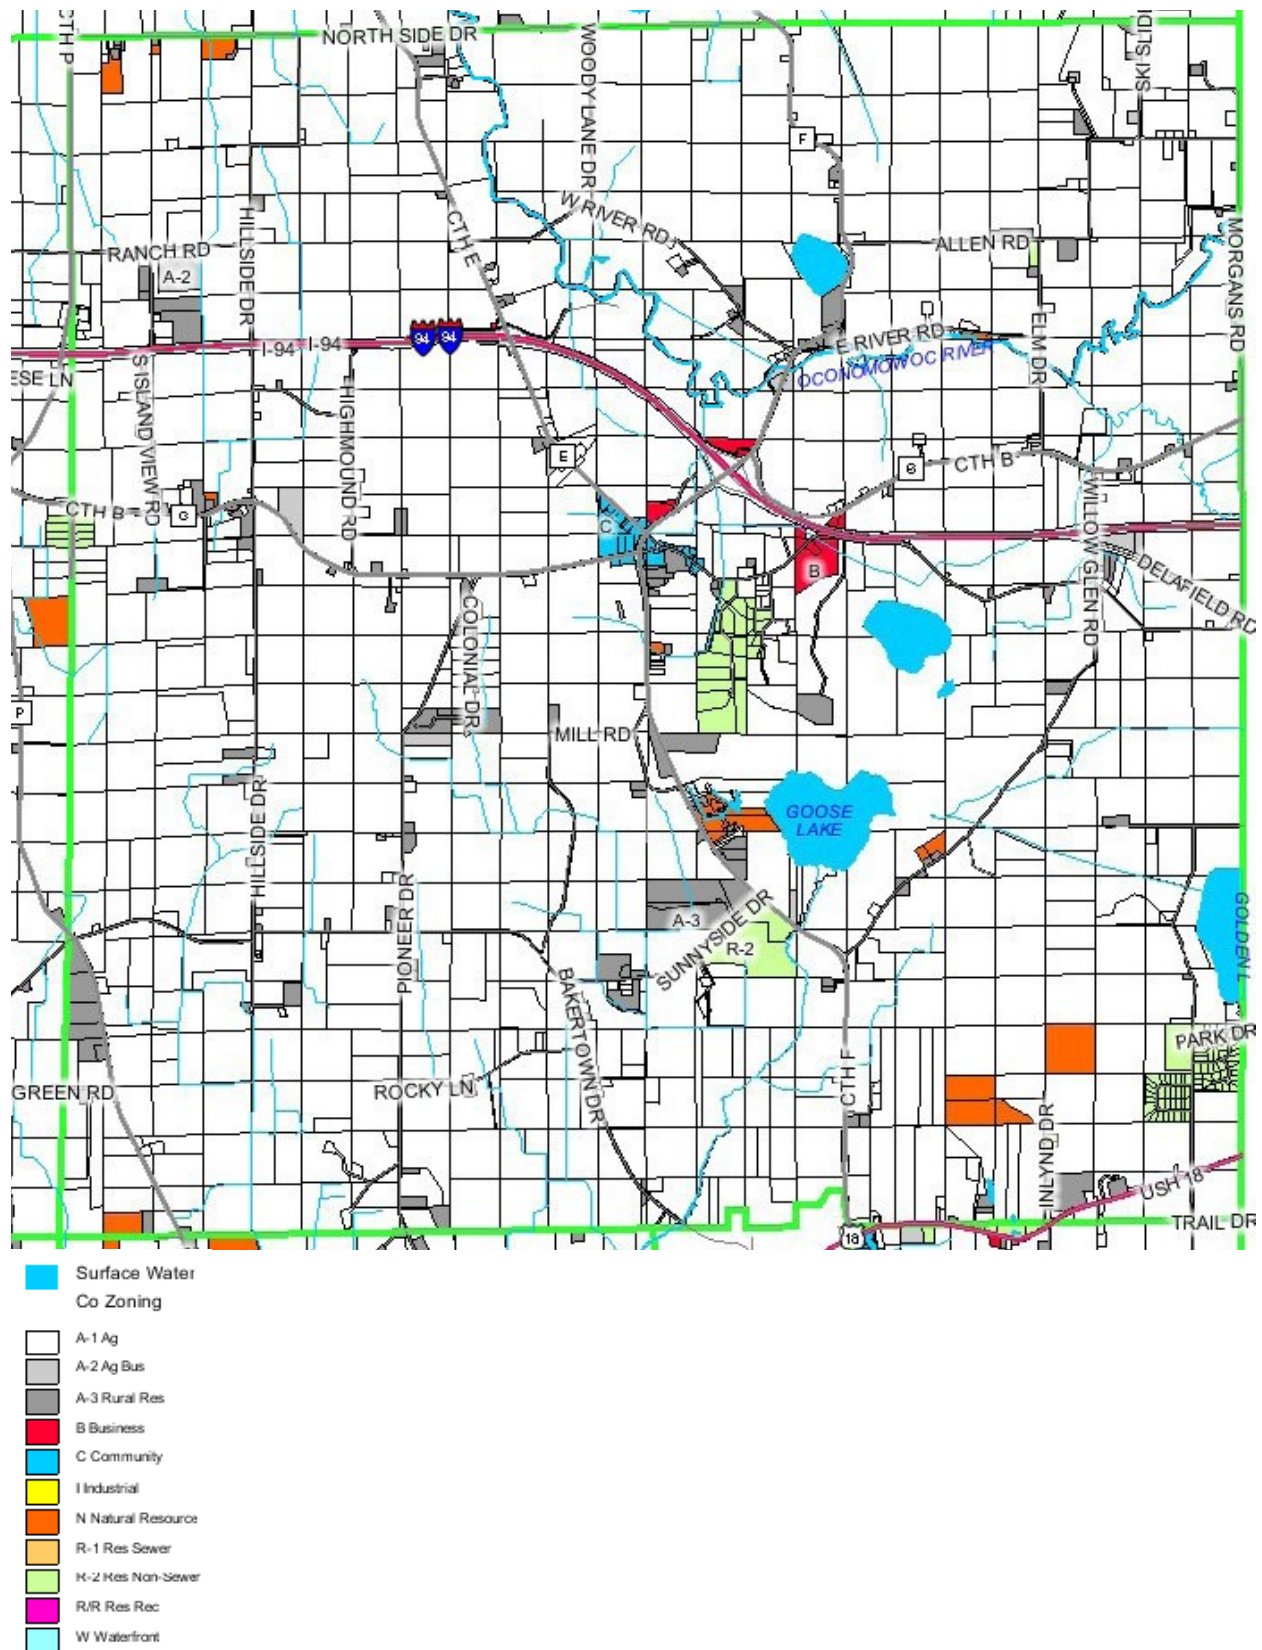 CTH P
NORTH SIDE DR
WOODY LANE DR
SKI SLID
F
W RIVER RD
CTH E
HILLSIDE DR
RANCH RD
A-2
ALLEN RD
MORGANS RD
94
94
I-94
I-94
E RIVER RD
OCONOMOWOC RIVER
ELM DR
ESE LN
S ISLAND VIEW RD
HIGHMOUND RD
E
CTH B
CTH B
C
WILLOW GLEN RD
B
DELAFIELD RD
COLONIAL DR
P
MILL RD
GOOSE
LAKE
HILLSIDE DR
PIONEER DR
A-3
SUNNYSIDE DR
R-2
GOLDEN L
BAKERTOWN DR
PARK DR
GREEN RD
ROCKY LN
CTH F
INLYND DR
USH 18
TRAIL DR
18
Surface Water
Co Zoning
A-1 Ag
A-2 Ag Bus
A-3 Rural Res
B Business
C Community
I Industrial
N Natural Resource
R-1 Res Sewer
R-2 Res Non-Sewer
R/R Res Rec
W Waterfront